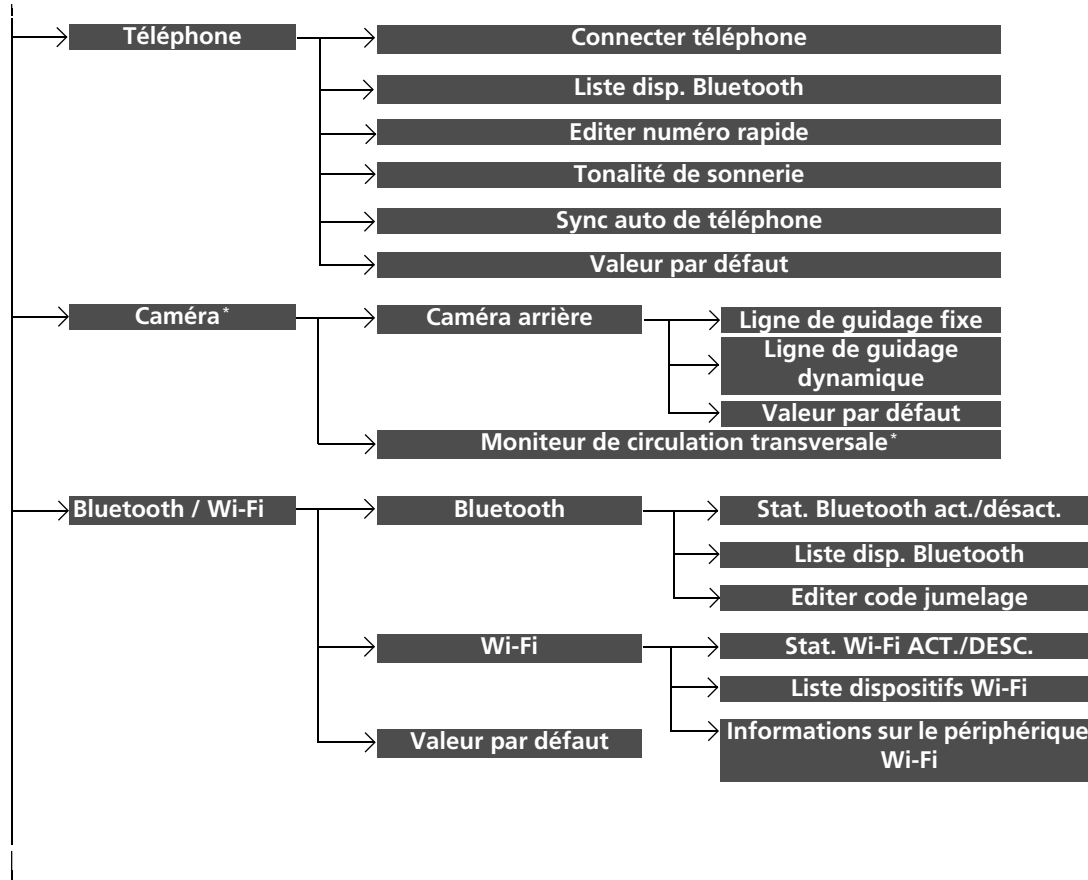 Téléphone
Connecter téléphone
Liste disp. Bluetooth
Editer numéro rapide
Tonalité de sonnerie
Sync auto de téléphone
Valeur par défaut
Caméra*
Caméra arrière
Ligne de guidage fixe
Ligne de guidage
dynamique
Valeur par défaut
Moniteur de circulation transversale*
Bluetooth / Wi-Fi
Bluetooth
Stat. Bluetooth act./désact.
Liste disp. Bluetooth
Editer code jumelage
Wi-Fi
Stat. Wi-Fi ACT./DESC.
Liste dispositifs Wi-Fi
Informations sur le périphérique
Wi-Fi
Valeur par défaut